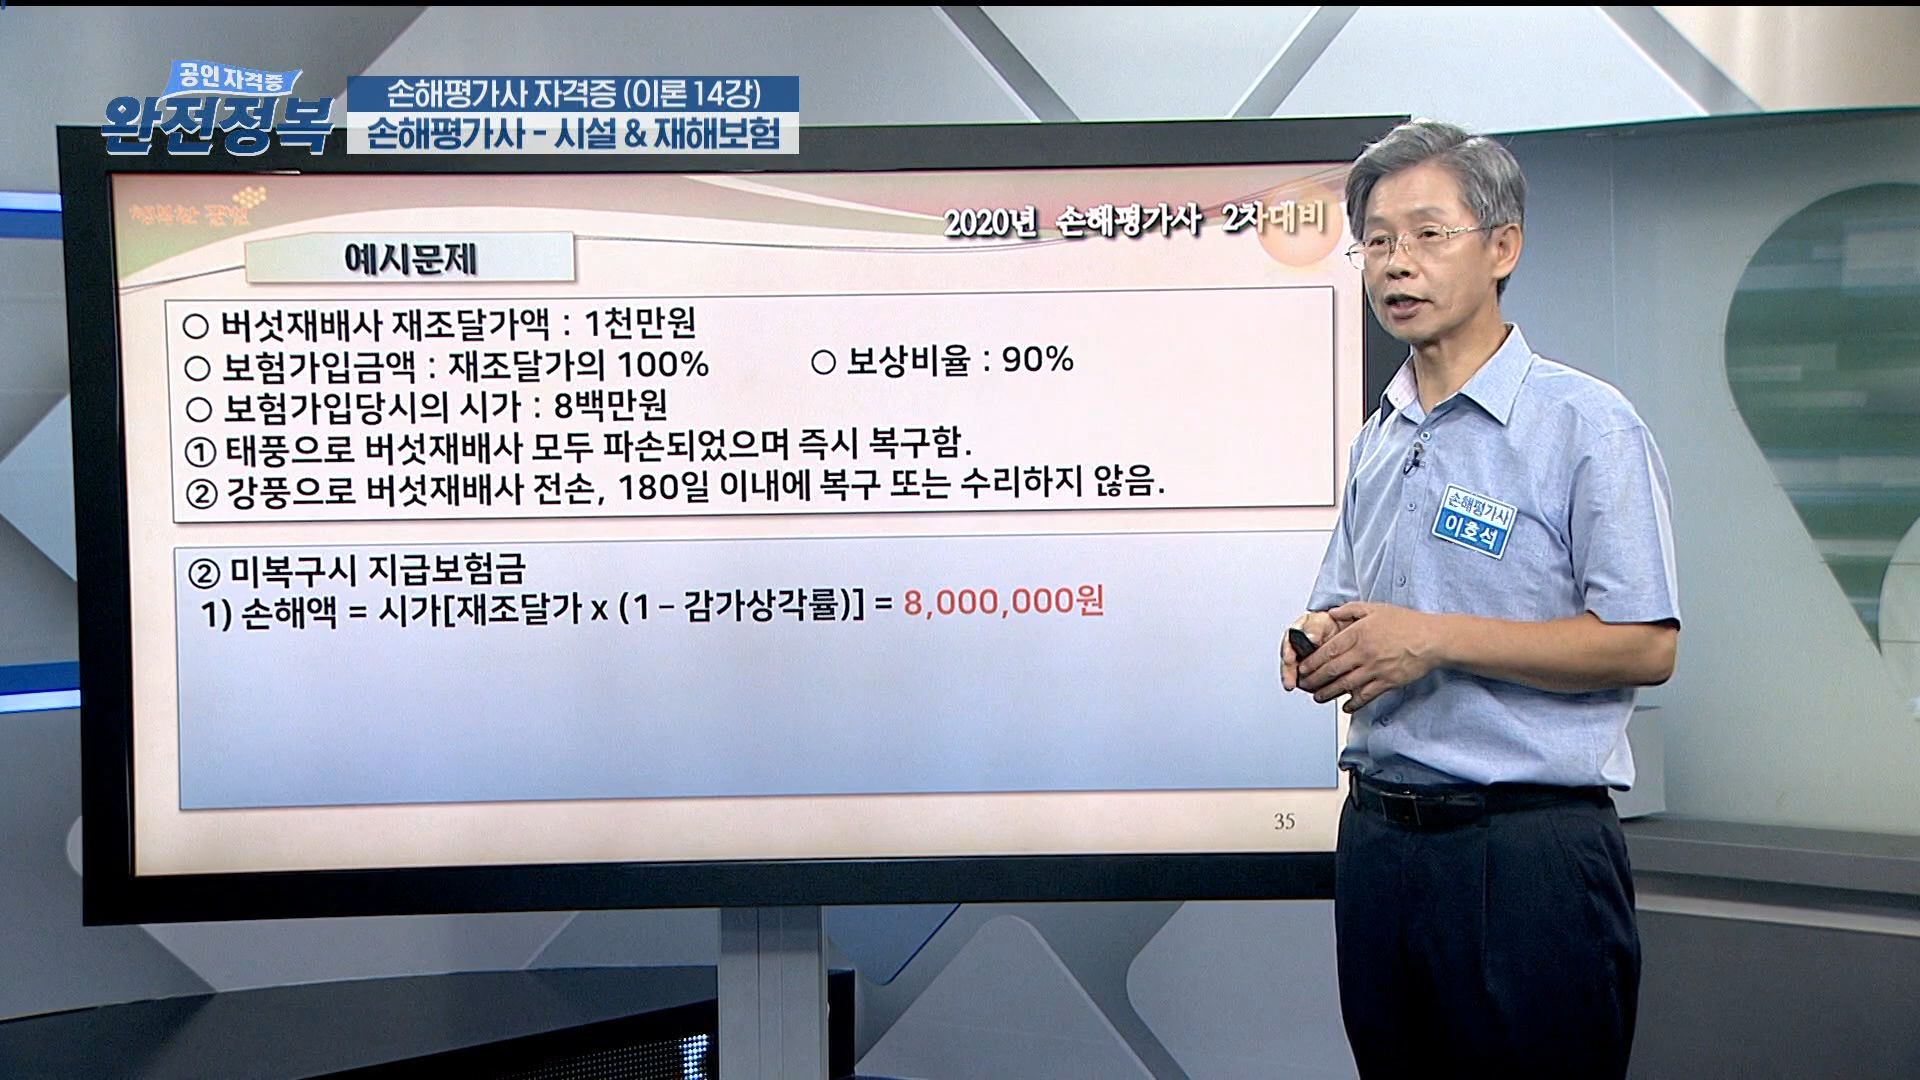 공인 자격증
완전정복
손해평가사 자격증 (이론 14강)
손해평가사 - 시설 & 재해보험
2020년 손해평가사 2차대비
예시문제
○ 버섯재배사 재조달가액 : 1천만원
○ 보험가입금액 : 재조달가의 100% ○ 보상비율 : 90%
○ 보험가입당시의 시가 : 8백만원
① 태풍으로 버섯재배사 모두 파손되었으며 즉시 복구함.
② 강풍으로 버섯재배사 전손, 180일 이내에 복구 또는 수리하지 않음.
② 미복구시 지급보험금
1) 손해액 = 시가[재조달가 x (1 – 감가상각률)] = 8,000,000원
35
손해평가사
이호석